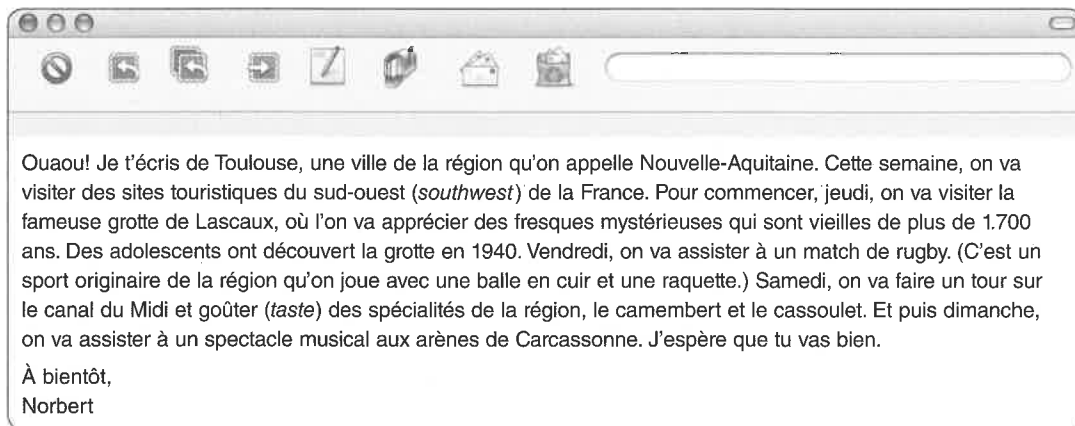 Ouaou! Je t'écris de Toulouse, une ville de la région qu'on appelle Nouvelle-Aquitaine. Cette semaine, on va
visiter des sites touristiques du sud-ouest (southwest) de la France. Pour commencer, jeudi, on va visiter la
fameuse grotte de Lascaux, où l'on va apprécier des fresques mystérieuses qui sont vieilles de plus de 1.700
ans. Des adolescents ont découvert la grotte en 1940. Vendredi, on va assister à un match de rugby. (C'est un
sport originaire de la région qu'on joue avec une balle en cuir et une raquette.) Samedi, on va faire un tour sur
le canal du Midi et goûter (taste) des spécialités de la région, le camembert et le cassoulet. Et puis dimanche,
on va assister à un spectacle musical aux arènes de Carcassonne. J'espère que tu vas bien.
À bientôt,
Norbert